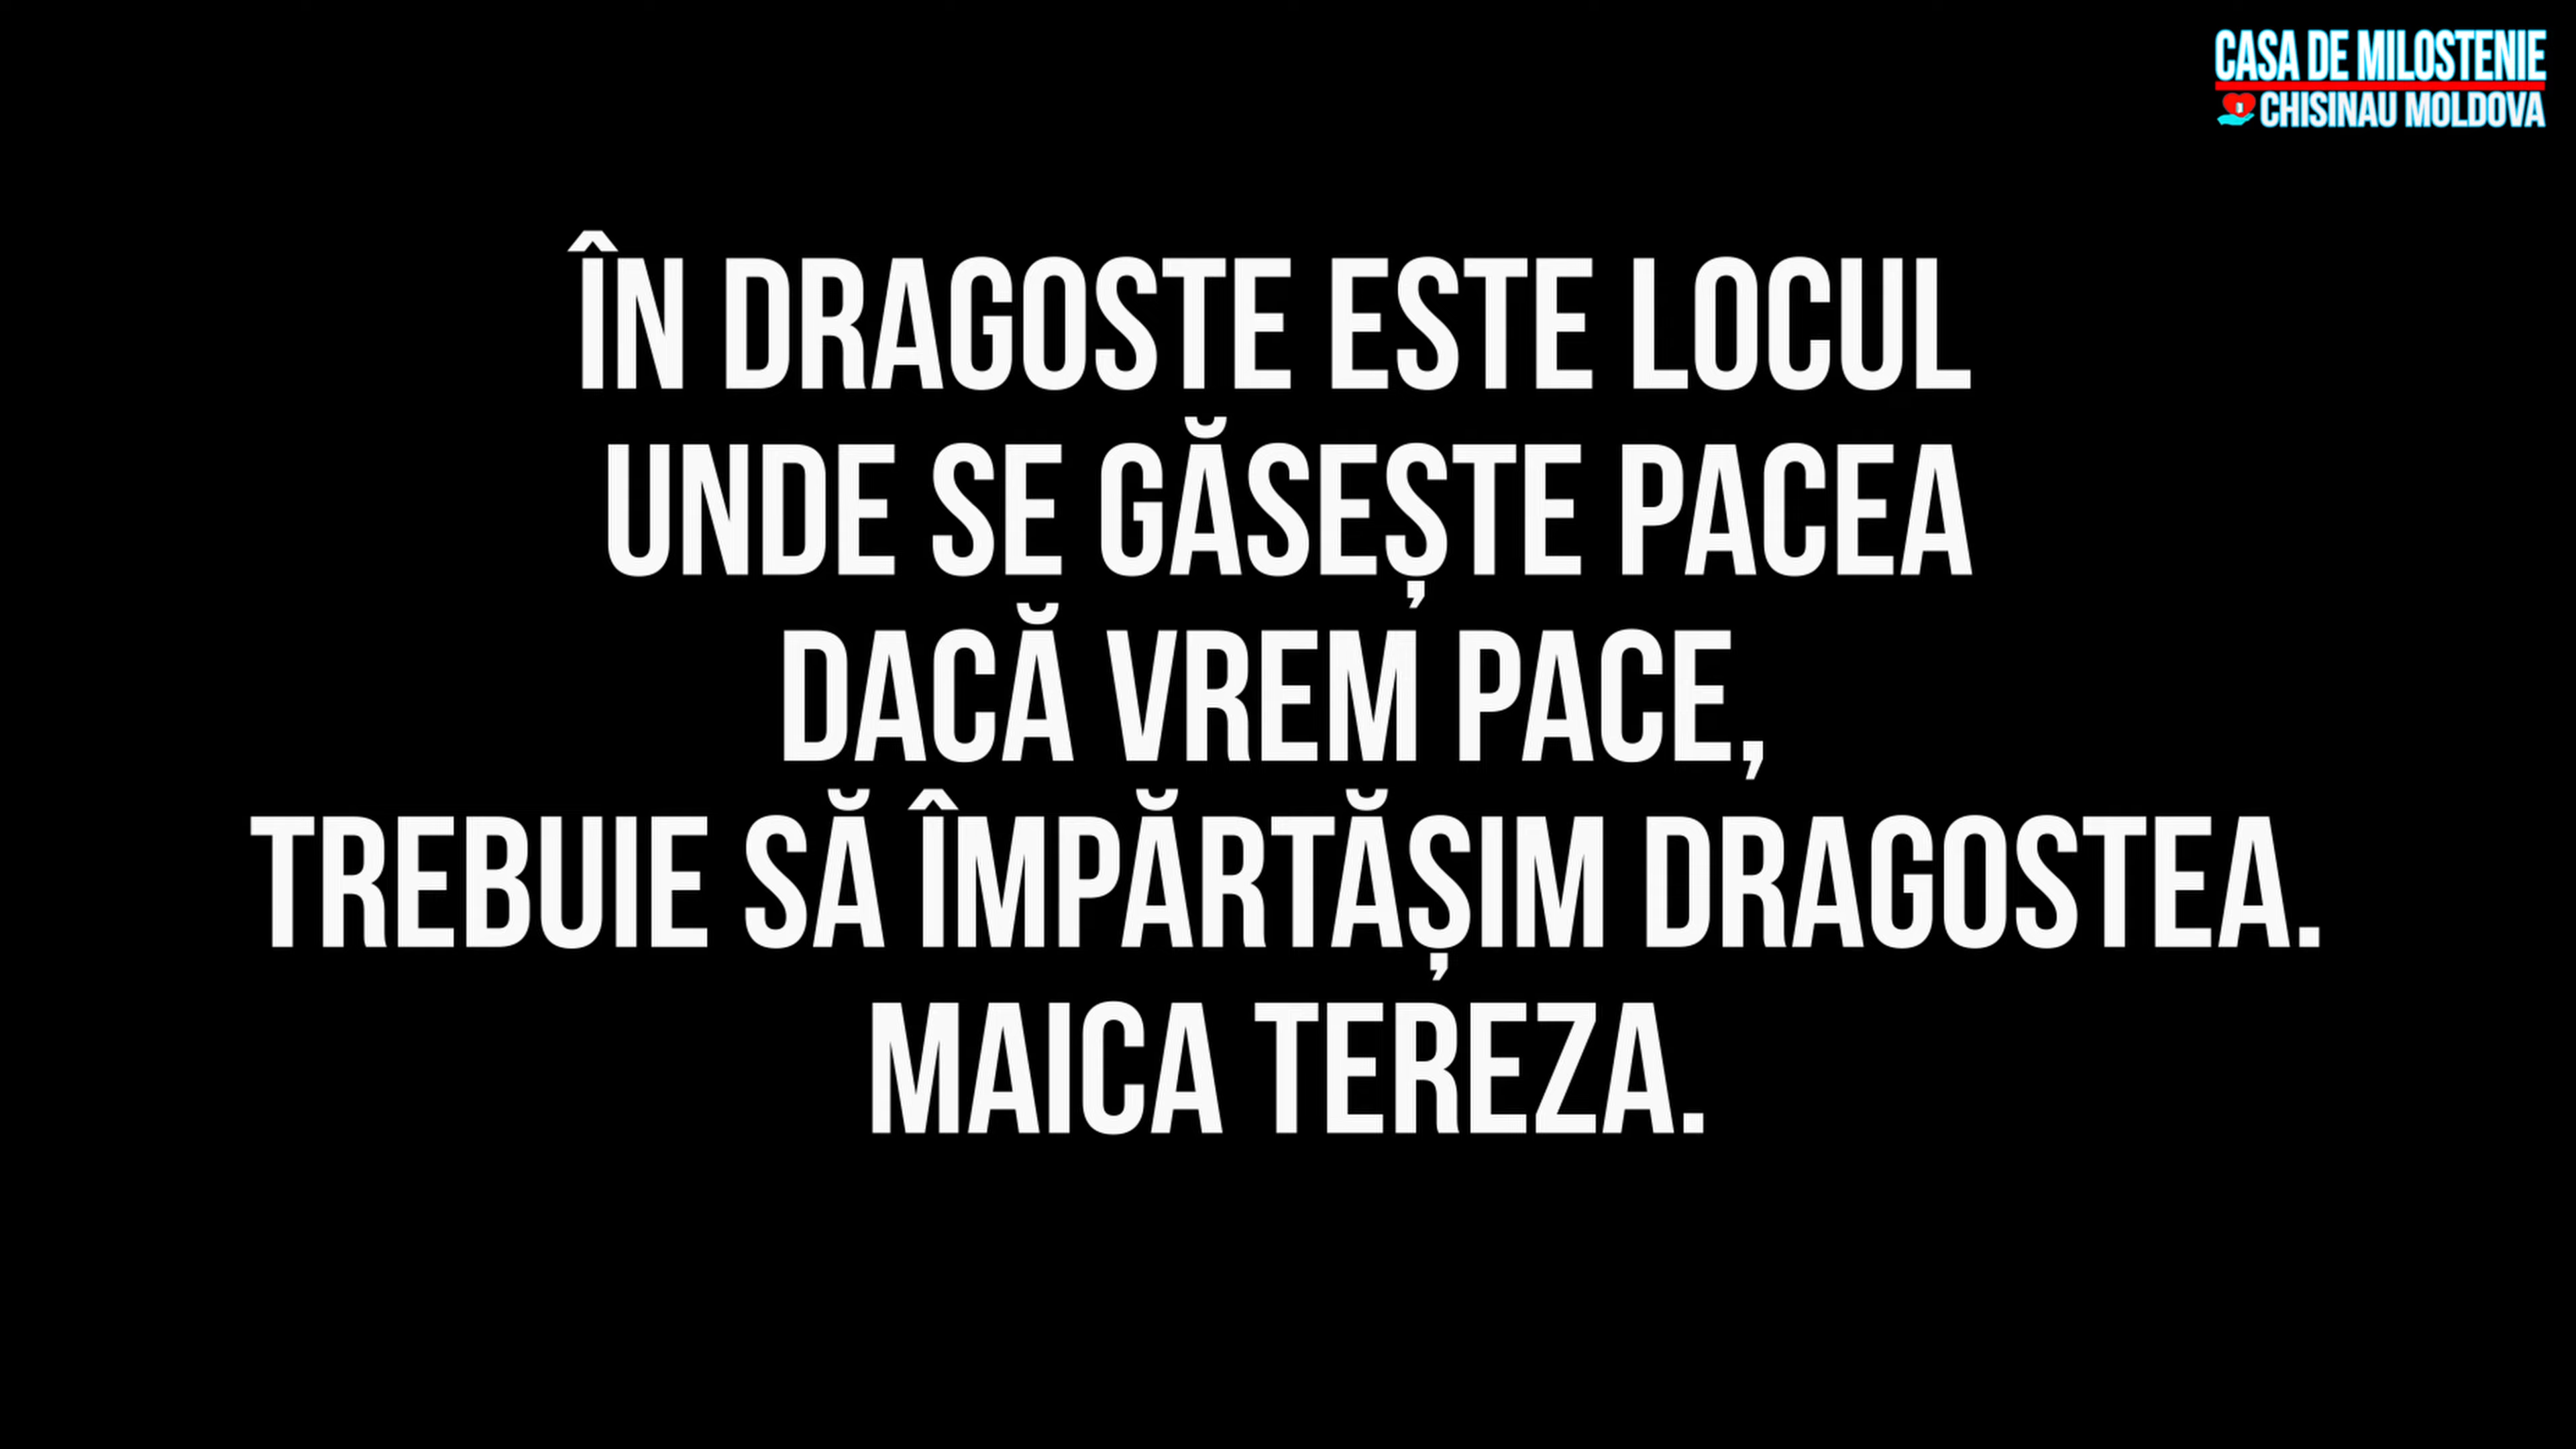 CASA DE MILOSTENIE
CHISINAU MOLDOVA
ÎN DRAGOSTE ESTE LOCUL
UNDE SE GĂSEȘTE PACEA
DACĂ VREM PACE,
TREBUIE SĂ ÎMPĂRTĂȘIM DRAGOSTEA.
MAICA TEREZA.